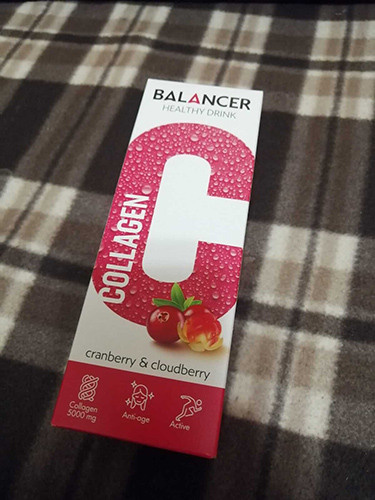 BALANCER
HEALTHY DRINK
C
COLLAGEN
cranberry & cloudberry
Collagen
5000 mg
Anti-age
Active